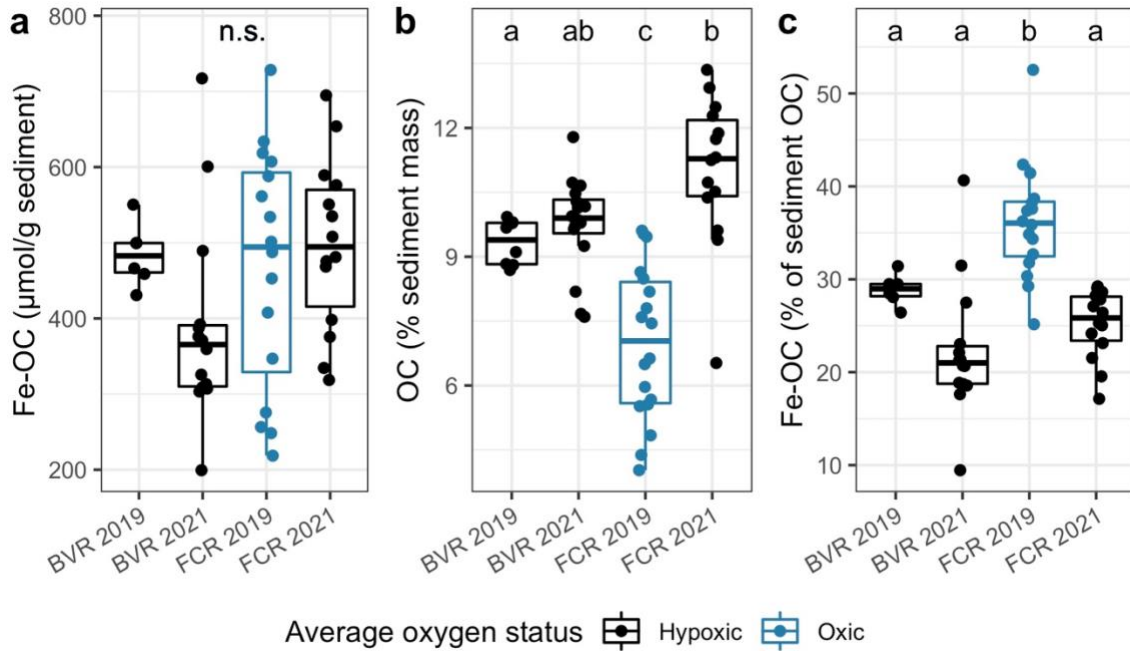 a
n.s.
800
600
400
200
Fe-OC (μmol/g sediment)
BVR 2019
BVR 2021
FCR 2019
FCR 2021
b
a ab c b
12
9
6
OC (% sediment mass)
BVR 2019
BVR 2021
FCR 2019
FCR 2021
c
a a b a
50
40
30
20
10
Fe-OC (% of sediment OC)
BVR 2019
BVR 2021
FCR 2019
FCR 2021
Average oxygen status Hypoxic Oxic